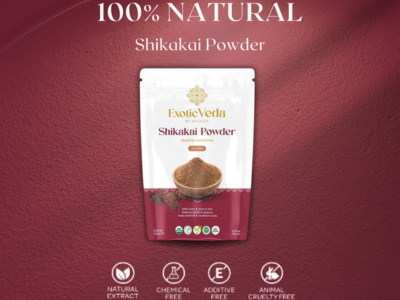 100% NATURAL
Shikakai Powder
ExoticVeda
Shikakai Powder
NATURAL
EXTRACT
CHEMICAL
FREE
ADDITIVE
FREE
ANIMAL
CRUELTY FREE